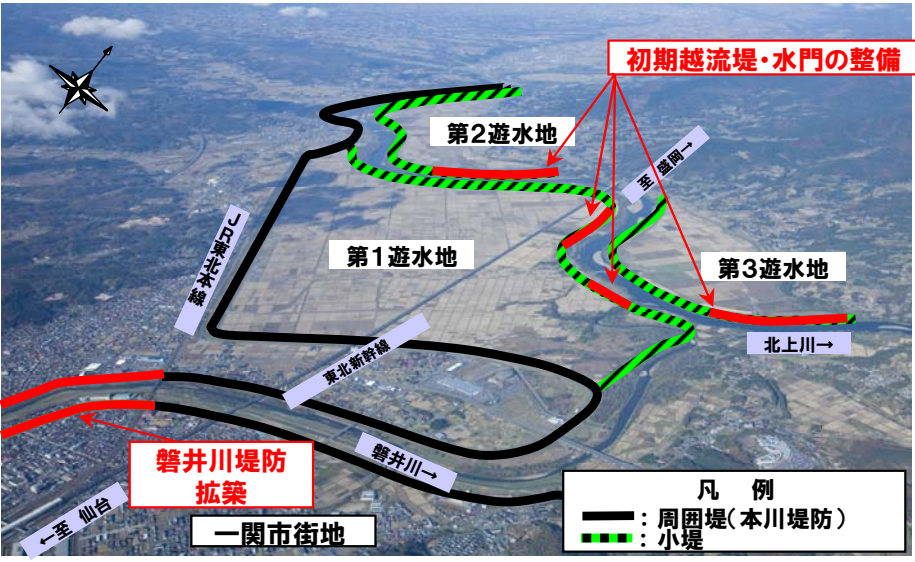 初期越流堤・水門の整備
第2遊水地
至 盛岡→
JR東北本線
第1遊水地
第3遊水地
北上川→
東北新幹線
磐井川堤防
拡築
磐井川→
←至 仙台
一関市街地
凡 例
：周囲堤(本川堤防)
：小堤